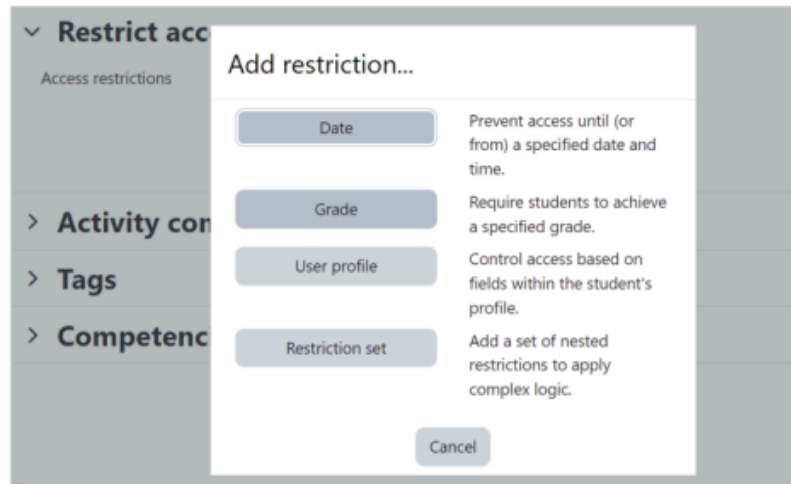 Restrict acc
Add restriction...
Access restrictions
Date
Prevent access until (or
from) a specified date and
time.
Grade
Require students to achieve
a specified grade.
Activity con
User profile
Control access based on
fields within the student's
profile.
Tags
Competenc
Restriction set
Add a set of nested
restrictions to apply
complex logic.
Cancel